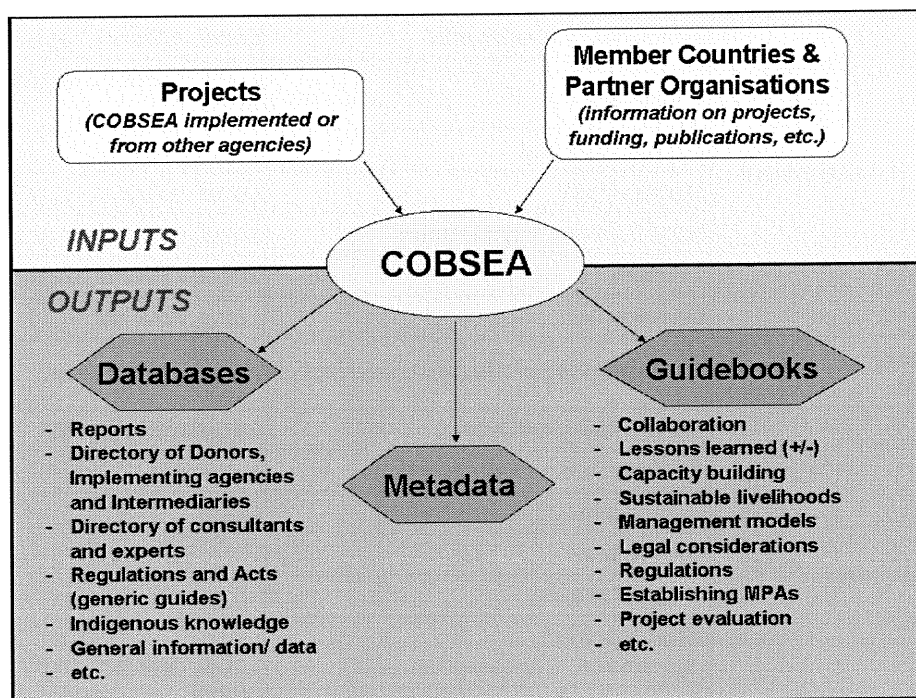 Projects
(COBSEA implemented or
from other agencies)
Member Countries &
Partner Organisations
(information on projects,
funding, publications, etc.)
INPUTS
COBSEA
OUTPUTS
Databases
- Reports
- Directory of Donors,
Implementing agencies
and Intermediaries
- Directory of consultants
and experts
- Regulations and Acts
(generic guides)
- Indigenous knowledge
- General information/ data
- etc.
Metadata
Guidebooks
- Collaboration
- Lessons learned (+/-)
- Capacity building
- Sustainable livelihoods
- Management models
- Legal considerations
- Regulations
- Establishing MPAs
- Project evaluation
- etc.